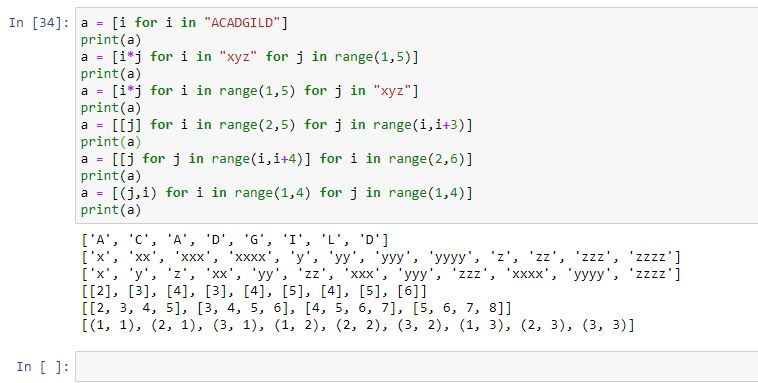 In [34]: a = [i for i in "ACADGILD"]
print(a)
a = [i*j for i in "xyz" for j in range(1,5)]
print(a)
a = [i*j for i in range(1,5) for j in "xyz"]
print(a)
a = [[j] for i in range(2,5) for j in range(i,i+3)]
print(a)
a = [[j for j in range(i,i+4)] for i in range(2,6)]
print(a)
a = [(j,i) for i in range(1,4) for j in range(1,4)]
print(a)
['A', 'C', 'A', 'D', 'G', 'I', 'L', 'D']
['x', 'xx', 'xxx', 'xxxx', 'y', 'yy', 'yyy', 'yyyy', 'z', 'zz', 'zzz', 'zzzz']
['x', 'y', 'z', 'xx', 'yy', 'zz', 'xxx', 'yyy', 'zzz', 'xxxx', 'yyyy', 'zzzz']
[[2], [3], [4], [3], [4], [5], [4], [5], [6]]
[[2, 3, 4, 5], [3, 4, 5, 6], [4, 5, 6, 7], [5, 6, 7, 8]]
[(1, 1), (2, 1), (3, 1), (1, 2), (2, 2), (3, 2), (1, 3), (2, 3), (3, 3)]
In [ ]: